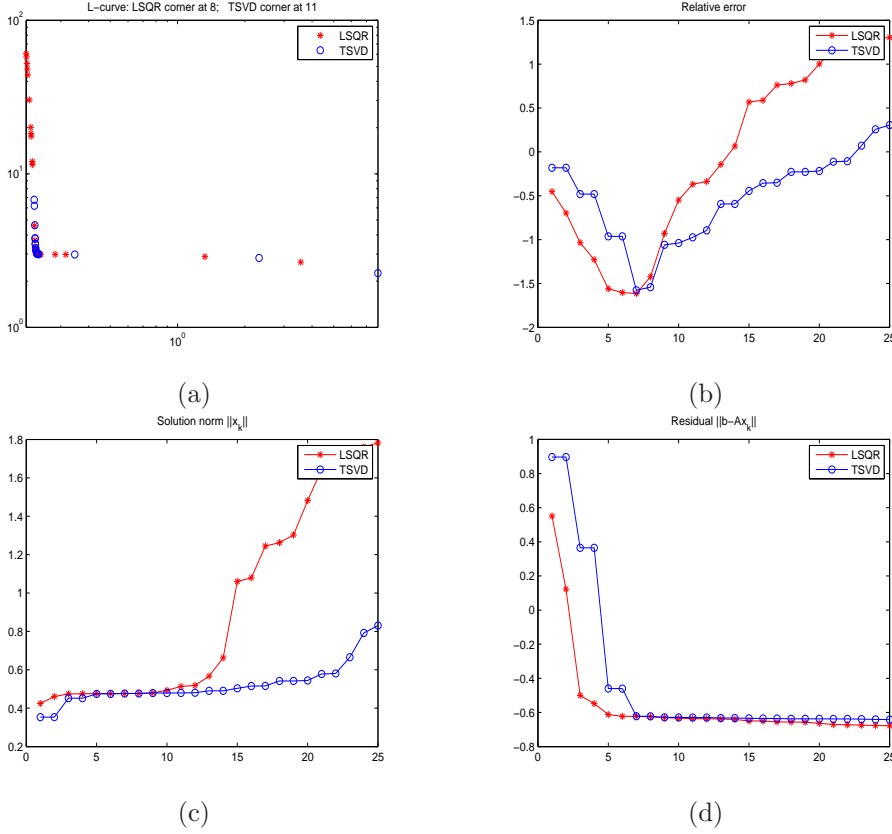 L−curve: LSQR corner at 8; TSVD corner at 11
10^2
10^1
10^0
10^0
LSQR
TSVD
(a)
Relative error
1.5
1
0.5
0
−0.5
−1
−1.5
−2
0 5 10 15 20 25
LSQR
TSVD
(b)
Solution norm ||x_k||
1.8
1.6
1.4
1.2
1
0.8
0.6
0.4
0.2
0 5 10 15 20 25
LSQR
TSVD
(c)
Residual ||b−Ax_k||
1
0.8
0.6
0.4
0.2
0
−0.2
−0.4
−0.6
−0.8
0 5 10 15 20 25
LSQR
TSVD
(d)